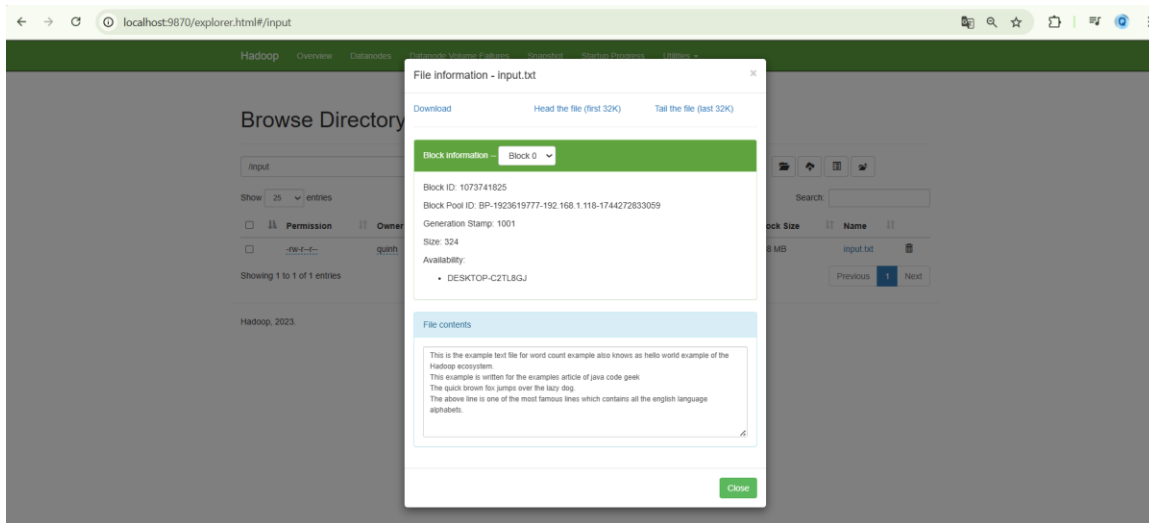 localhost:9870/explorer.html#/input
Hadoop Overview Datanodes Datanode Volume Failures Snapshot Startup Progress Utilities
File information - input.txt ×
Download Head the file (first 32K) Tail the file (last 32K)
Browse Directory
Block information -- Block 0
/input
Block ID: 1073741825
Show 25 entries
Search:
Block Pool ID: BP-1923619777-192.168.1.118-1744272833059
Permission Owner
Generation Stamp: 1001
ock Size Name
Size: 324
-rw-r--r-- quinh
8 MB input.txt
Availability:
Showing 1 to 1 of 1 entries
• DESKTOP-C2TL8GJ
Previous 1 Next
Hadoop, 2023.
File contents
This is the example text file for word count example also knows as hello world example of the
Hadoop ecosystem.
This example is written for the examples article of java code geek
The quick brown fox jumps over the lazy dog.
The above line is one of the most famous lines which contains all the english language
alphabets.
Close